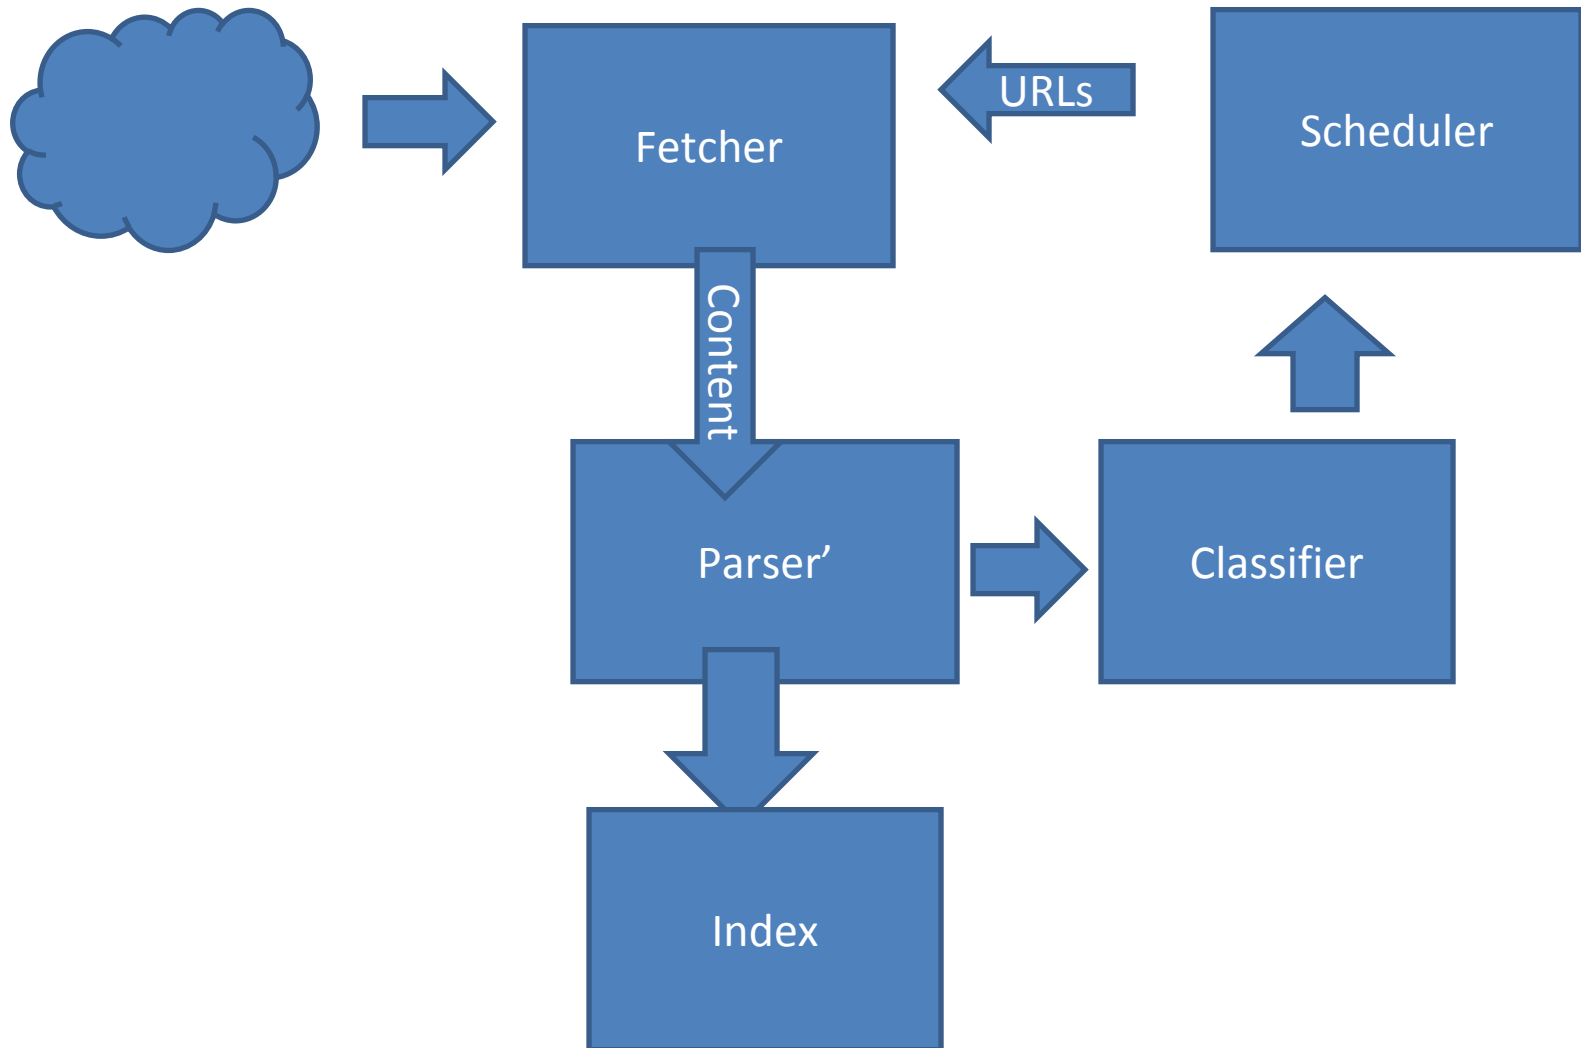 Fetcher
URLs
Scheduler
Content
Parser’
Classifier
Index